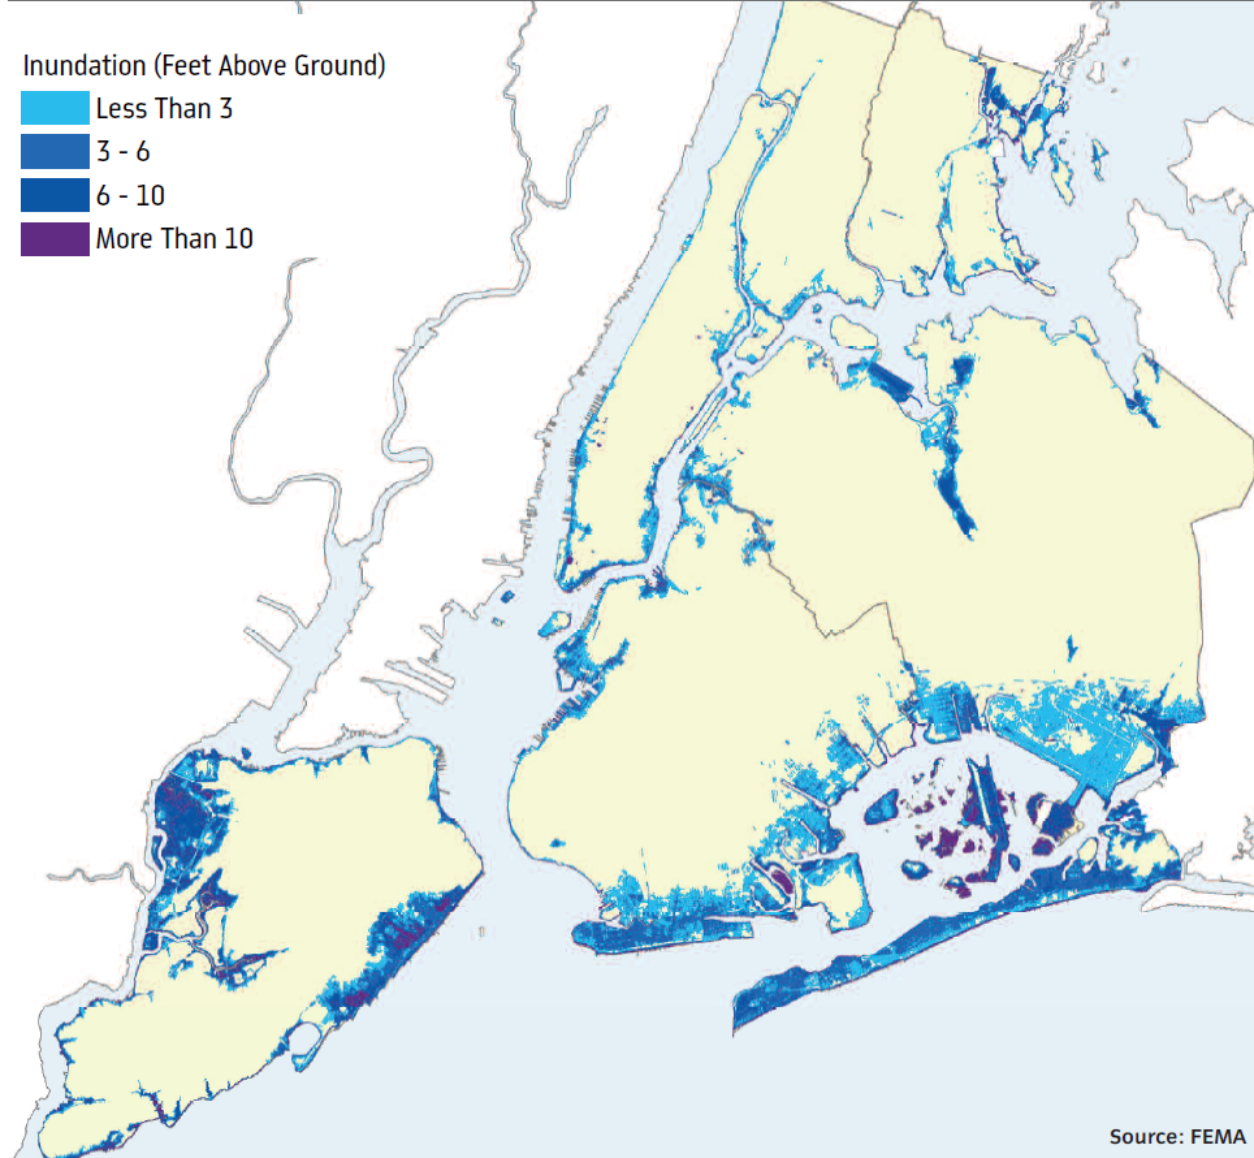 Inundation (Feet Above Ground)
Less Than 3
3 - 6
6 - 10
More Than 10
Source: FEMA